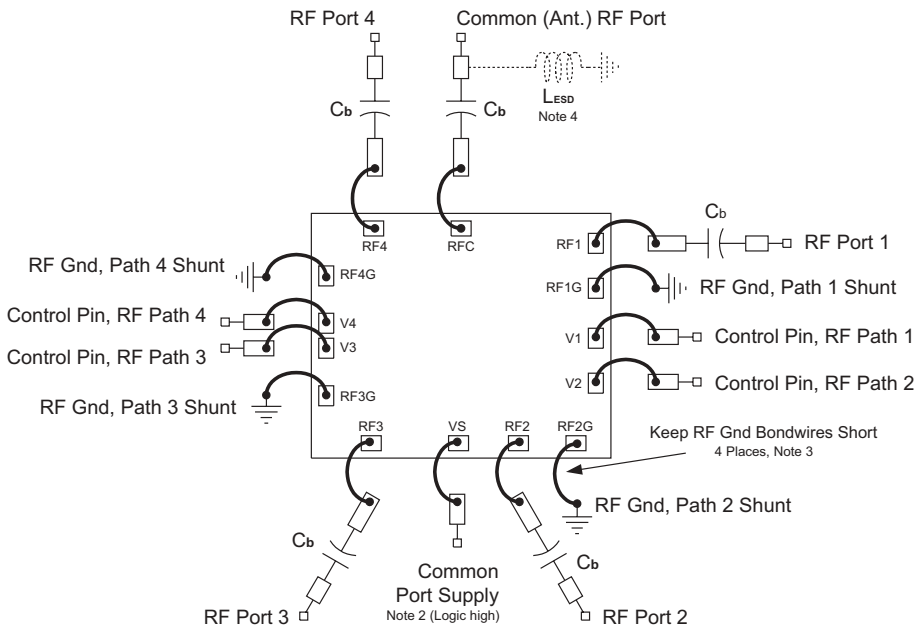 RF Port 4
Common (Ant.) RF Port
Cb
Cb
LESD
Note 4
Cb
RF4
RFC
RF1
RF Port 1
RF Gnd, Path 4 Shunt
RF4G
RF1G
RF Gnd, Path 1 Shunt
Control Pin, RF Path 4
V4
V1
Control Pin, RF Path 1
Control Pin, RF Path 3
V3
V2
Control Pin, RF Path 2
RF Gnd, Path 3 Shunt
RF3G
RF3
VS
RF2
RF2G
Keep RF Gnd Bondwires Short
4 Places, Note 3
RF Gnd, Path 2 Shunt
Cb
Cb
Common
Port Supply
Note 2 (Logic high)
RF Port 3
RF Port 2